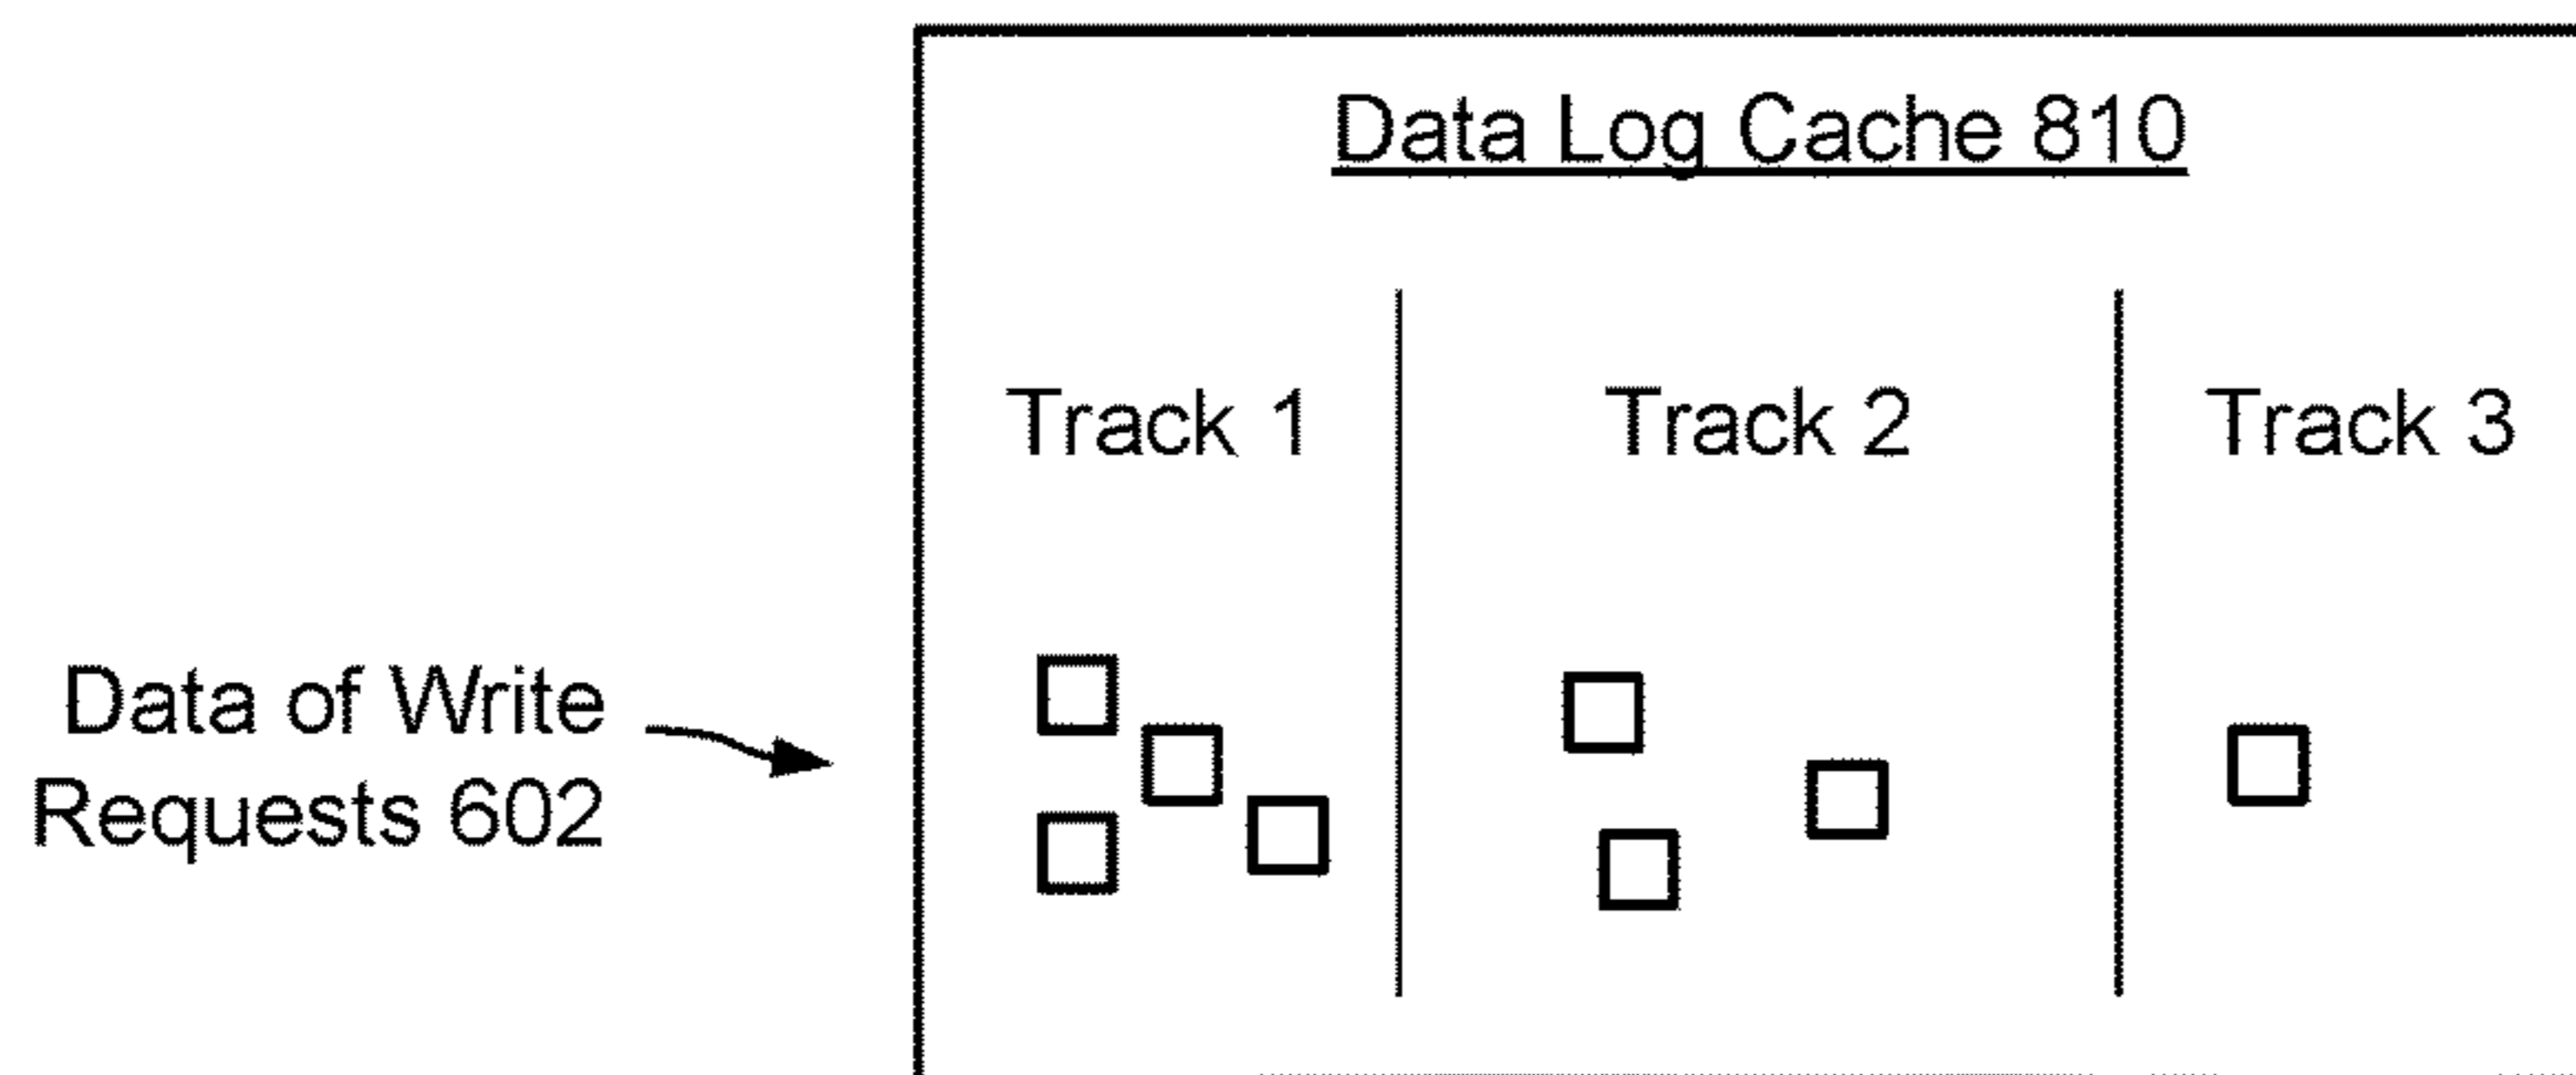 Data Log Cache 810
Track 1
Track 2
Track 3
Data of Write
Requests 602